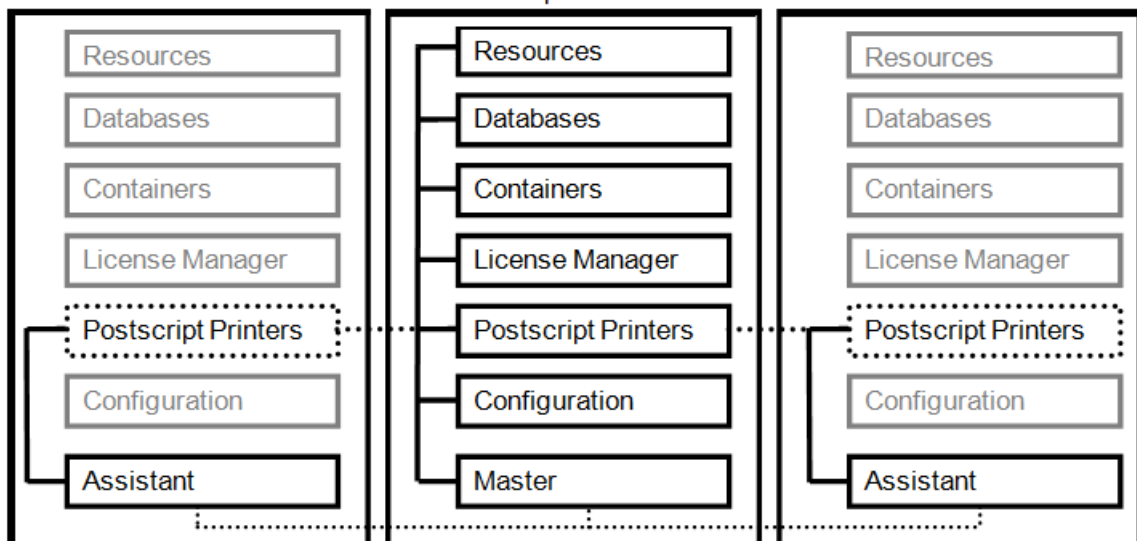 Resources
Databases
Containers
License Manager
Postscript Printers
Configuration
Assistant
Resources
Databases
Containers
License Manager
Postscript Printers
Configuration
Master
Resources
Databases
Containers
License Manager
Postscript Printers
Configuration
Assistant